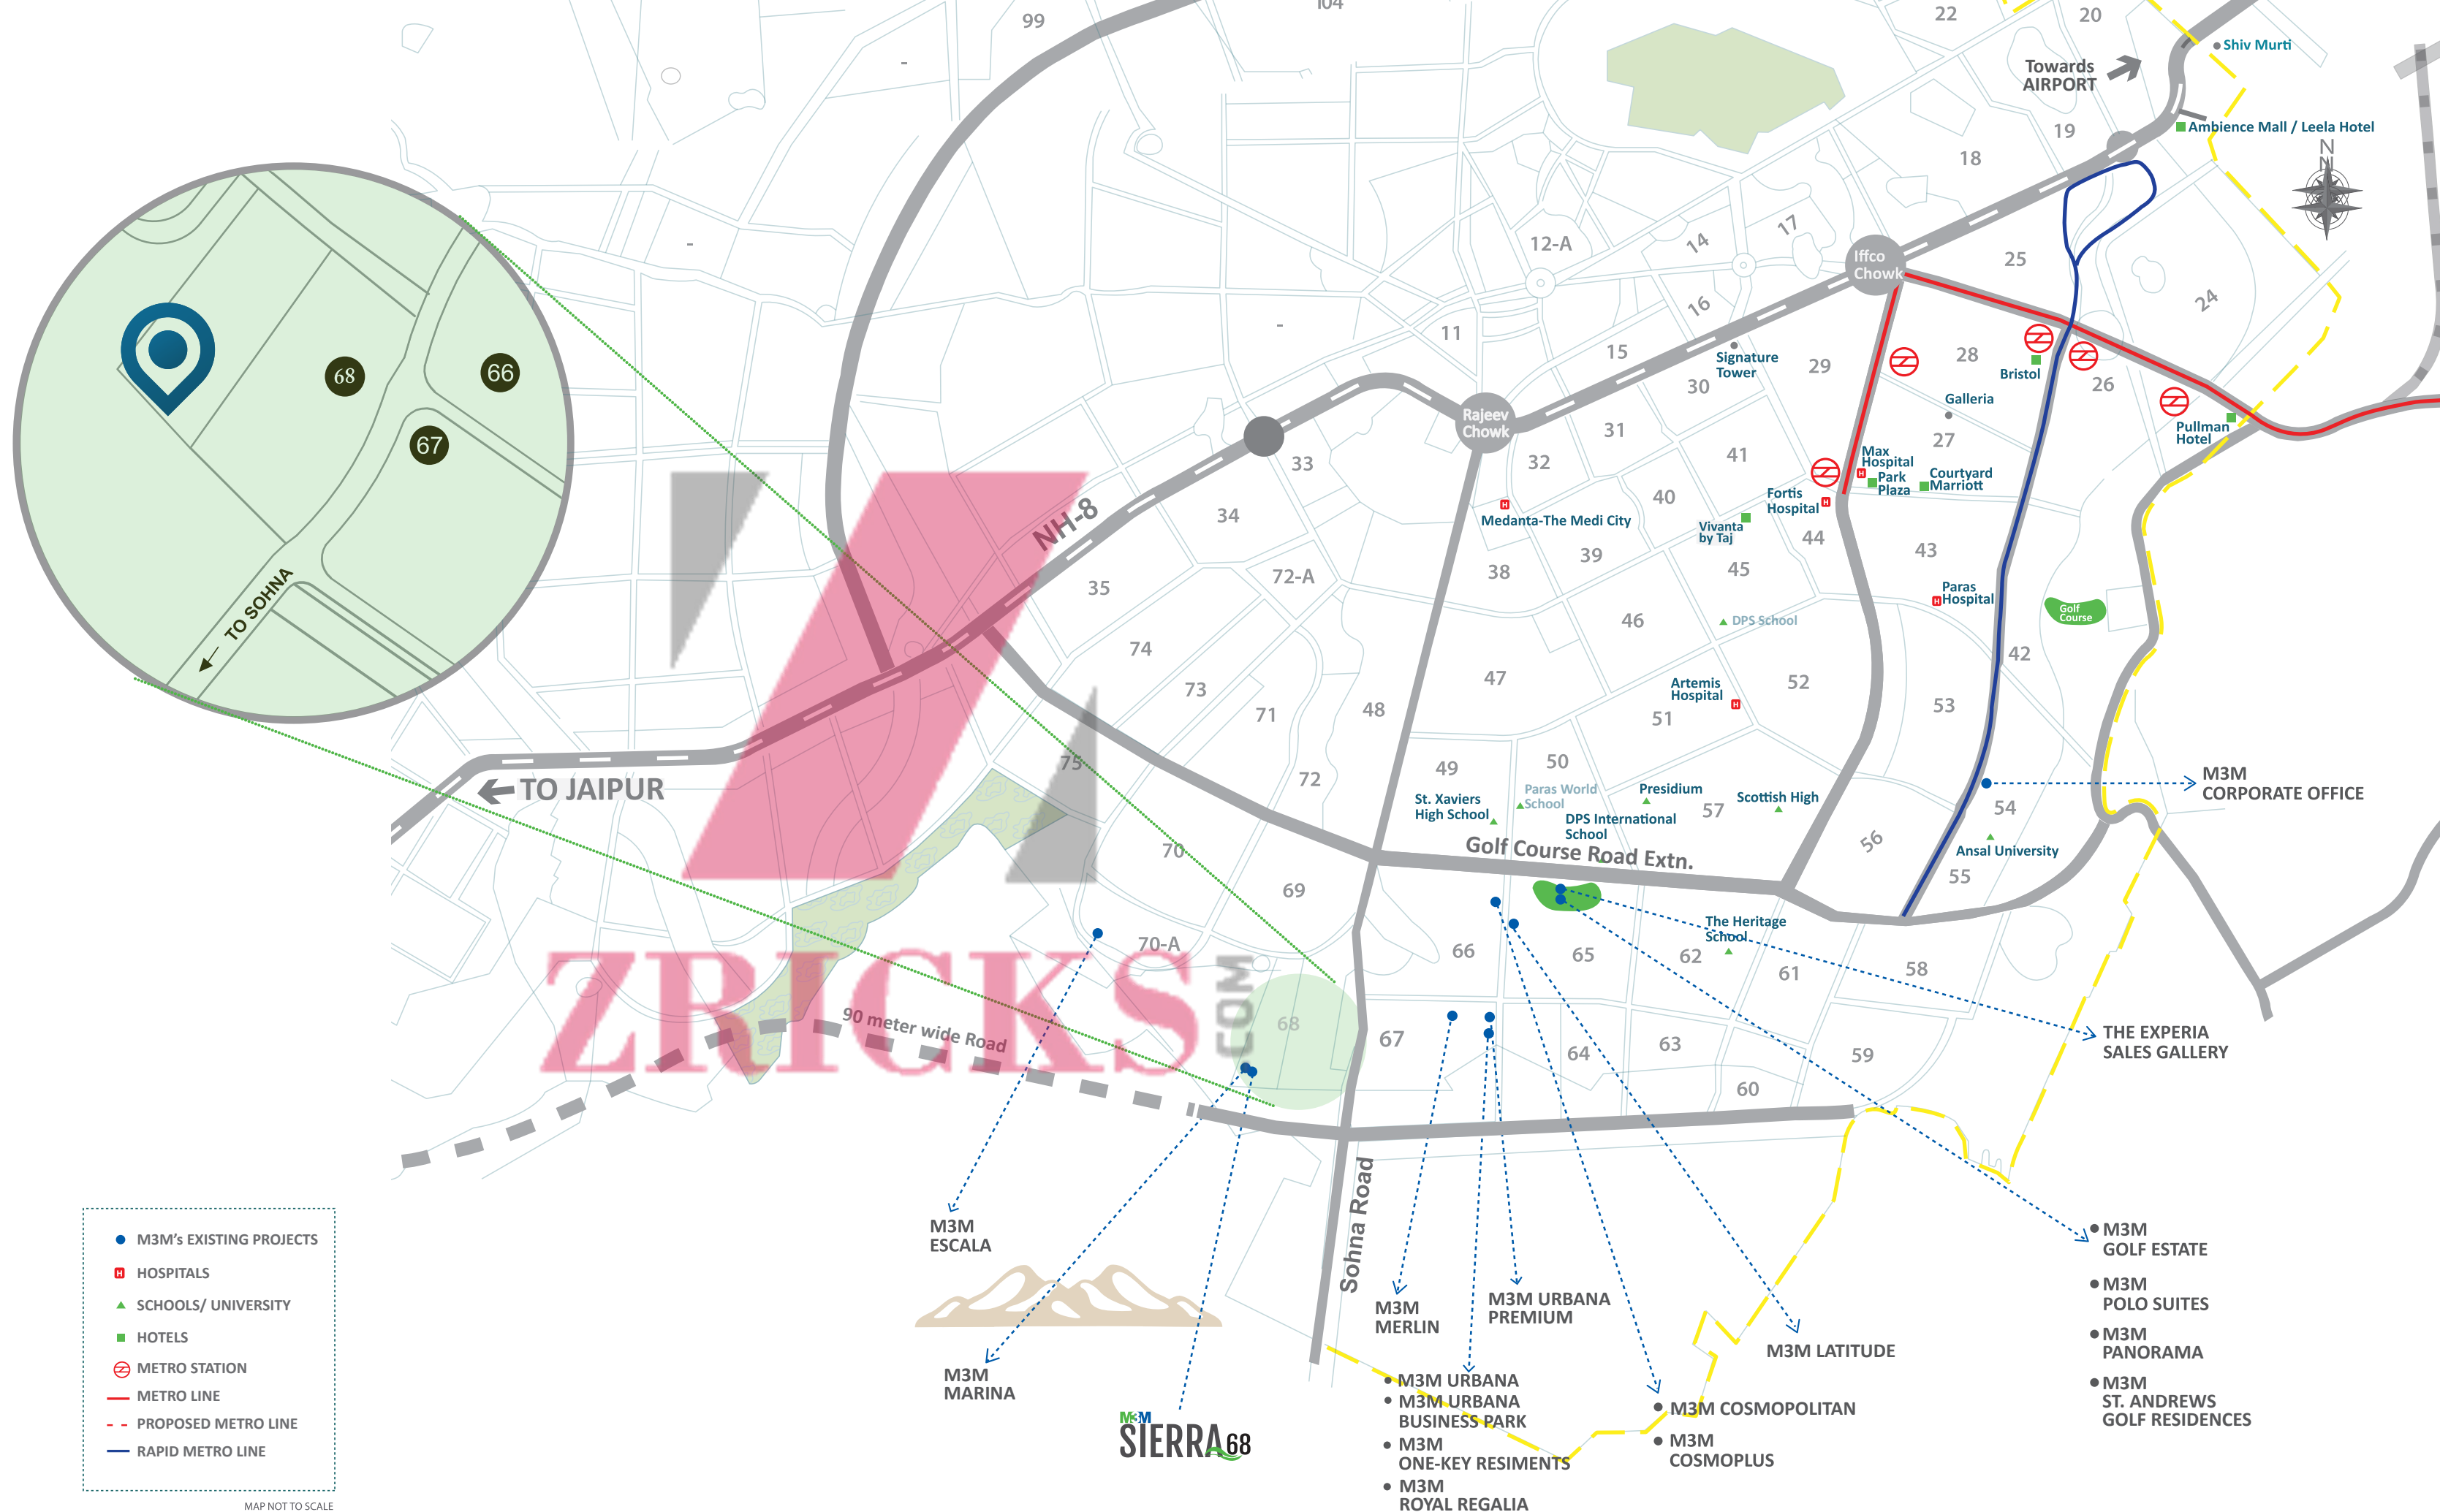 99
104
22
20
Shiv Murti
Towards
AIRPORT
19
18
Ambience Mall / Leela Hotel
N
N
-
-
-
12-A
14
17
Iffco
Chowk
25
24
16
11
15
Signature
Tower
30
29
28
Bristol
26
Galleria
Pullman
Hotel
68
66
67
TO SOHNA
Rajeev
Chowk
33
32
31
41
27
Max
Hospital
Park
Plaza
Courtyard
Marriott
Fortis
Hospital
34
NH-8
Medanta-The Medi City
40
Vivanta
by Taj
44
43
35
72-A
38
39
45
Paras
Hospital
Golf
Course
74
46
DPS School
42
73
47
Artemis
Hospital
52
71
48
51
53
75
TO JAIPUR
72
49
50
St. Xaviers
High School
Paras World
School
Presidium
DPS International
School
57
Scottish High
54
M3M
CORPORATE OFFICE
70
Golf Course Road Extn.
56
Ansal University
55
69
70-A
66
65
The Heritage
School
62
61
58
ZRICKS
COM
90 meter wide Road
68
67
64
63
59
60
THE EXPERIA
SALES GALLERY
Sohna Road
M3M
ESCALA
M3M
MARINA
M3M
SIERRA68
M3M
MERLIN
M3M URBANA
PREMIUM
M3M URBANA
M3M URBANA
BUSINESS PARK
M3M
ONE-KEY RESIMENTS
M3M
ROYAL REGALIA
M3M LATITUDE
M3M COSMOPOLITAN
M3M
COSMOPLUS
M3M
GOLF ESTATE
M3M
POLO SUITES
M3M
PANORAMA
M3M
ST. ANDREWS
GOLF RESIDENCES
M3M's EXISTING PROJECTS
H HOSPITALS
SCHOOLS/ UNIVERSITY
HOTELS
METRO STATION
METRO LINE
PROPOSED METRO LINE
RAPID METRO LINE
MAP NOT TO SCALE